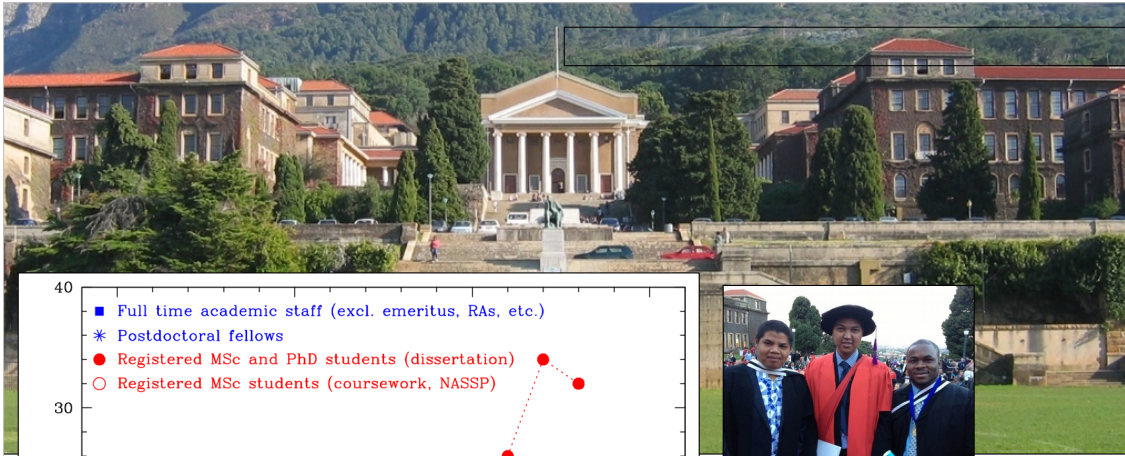 40
Full time academic staff (excl. emeritus, RAs, etc.)
Postdoctoral fellows
Registered MSc and PhD students (dissertation)
Registered MSc students (coursework, NASSP)
30